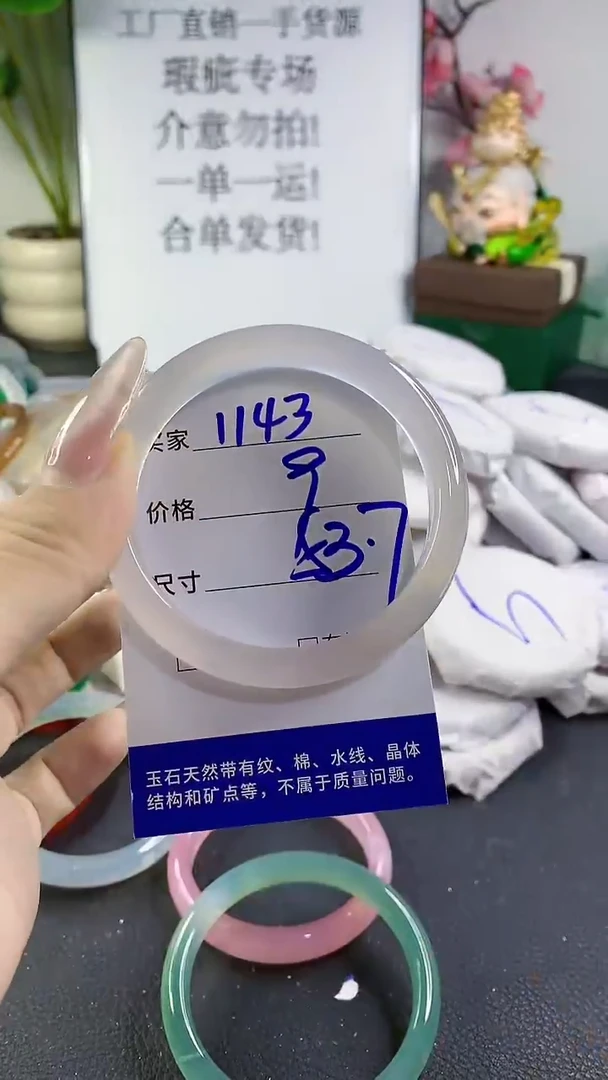 工厂直销一手货源
瑕疵专场
介意勿拍!
一单一运!
合单发货!
买家 1143
价格 9
尺寸 53.7
玉石天然带有纹、棉、水线、晶体
结构和矿点等，不属于质量问题。